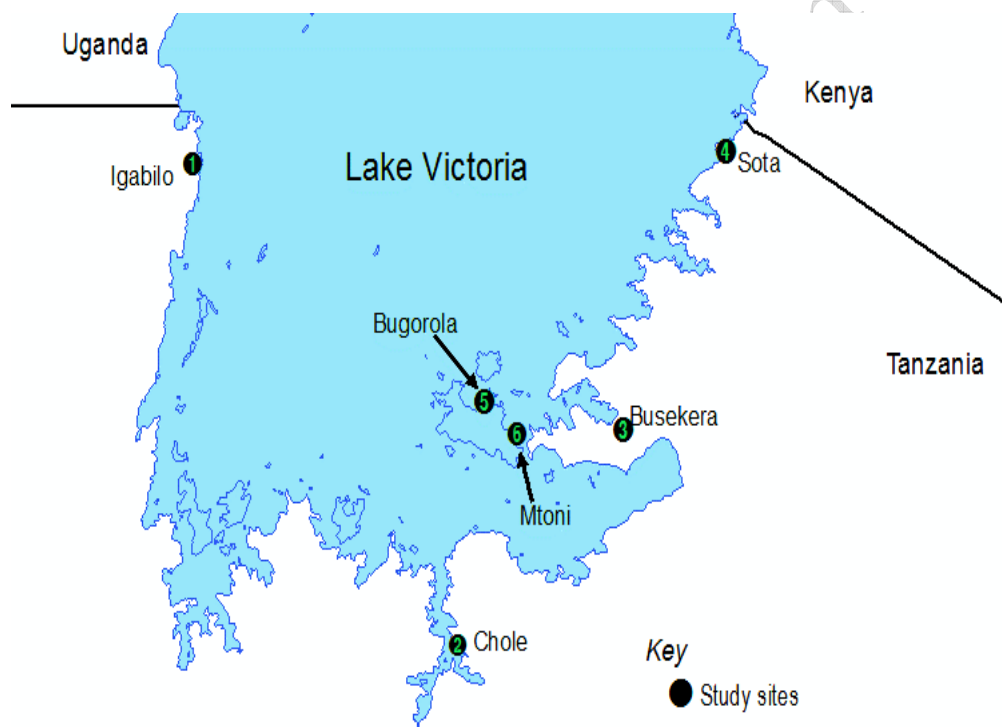 Uganda
Kenya
Igabilo
1
Lake Victoria
4
Sota
Bugorola
Tanzania
5
6
3
Busekera
Mtoni
2
Chole
Key
Study sites